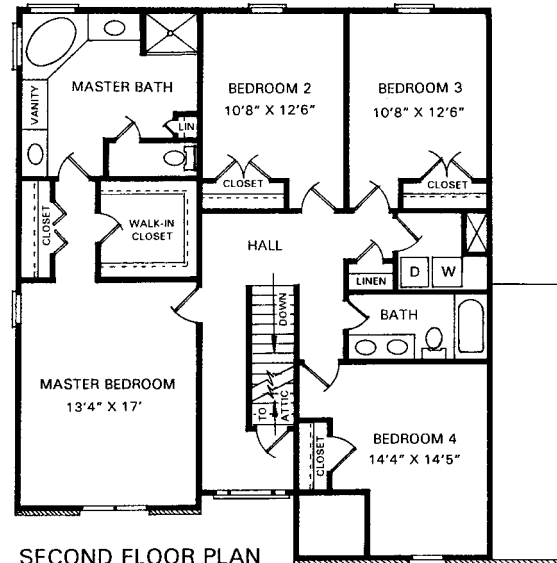 MASTER BATH
VANITY
LIN
BEDROOM 2
10'8" X 12'6"
BEDROOM 3
10'8" X 12'6"
CLOSET
CLOSET
CLOSET
WALK-IN
CLOSET
HALL
LINEN
D
W
DOWN
BATH
MASTER BEDROOM
13'4" X 17'
TO
ATTIC
CLOSET
BEDROOM 4
14'4" X 14'5"
SECOND FLOOR PLAN